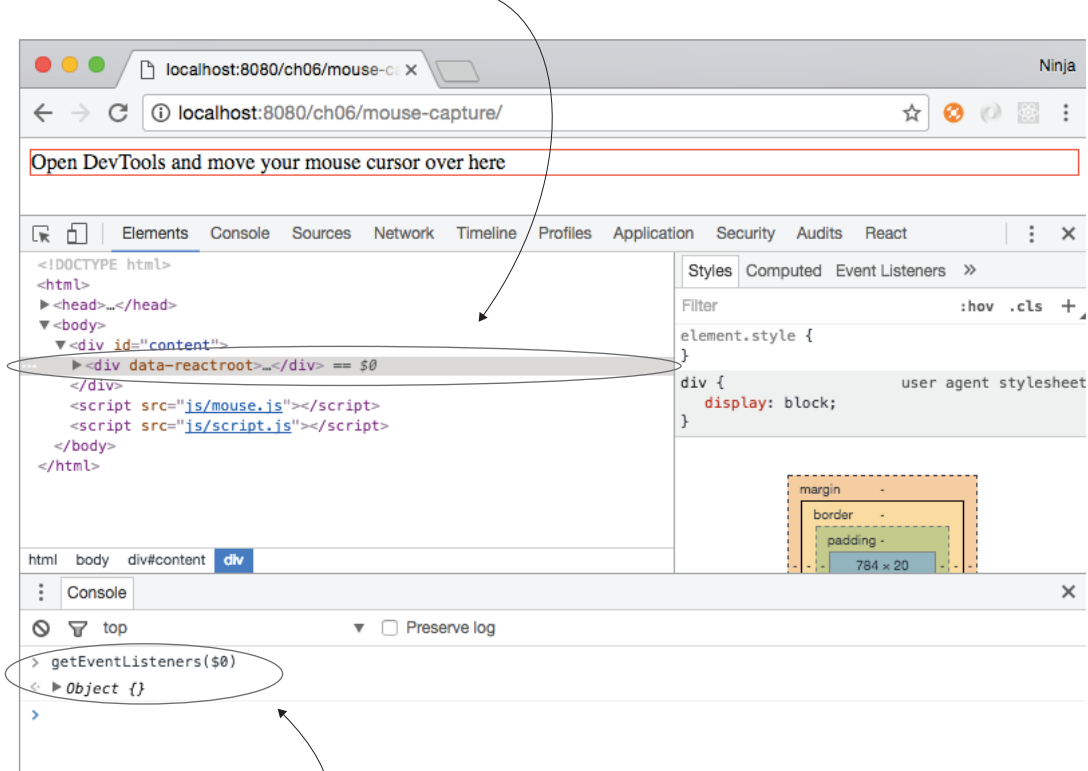 localhost:8080/ch06/mouse-c
Ninja
localhost:8080/ch06/mouse-capture/
Open DevTools and move your mouse cursor over here
Elements Console Sources Network Timeline Profiles Application Security Audits React
<!DOCTYPE html>
<html>
▶<head>…</head>
▼<body>
▼<div id="content">
… ▶<div data-reactroot>…</div> == $0
</div>
<script src="js/mouse.js"></script>
<script src="js/script.js"></script>
</body>
</html>
html body div#content div
Styles Computed Event Listeners »
Filter :hov .cls +
element.style {
}
div { user agent stylesheet
display: block;
}
margin -
border -
padding -
- - - 784 × 20 - - -
Console
top ▼ Preserve log
> getEventListeners($0)
<· ▶Object {}
>